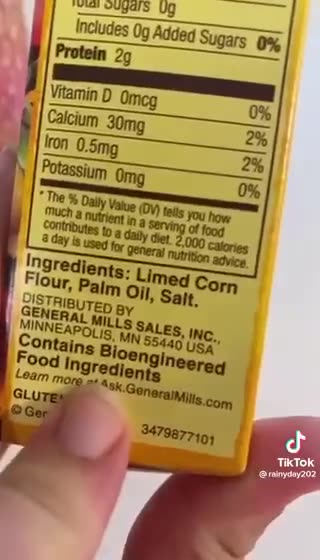 Total Sugars 0g
Includes 0g Added Sugars 0%
Protein 2g
Vitamin D 0mcg 0%
Calcium 30mg 2%
Iron 0.5mg 2%
Potassium 0mg 0%
* The % Daily Value (DV) tells you how
much a nutrient in a serving of food
contributes to a daily diet. 2,000 calories
a day is used for general nutrition advice.
Ingredients: Limed Corn
Flour, Palm Oil, Salt.
DISTRIBUTED BY
GENERAL MILLS SALES, INC.,
MINNEAPOLIS, MN 55440 USA
Contains Bioengineered
Food Ingredients
Learn more at Ask.GeneralMills.com
©
3479877101
TikTok
@rainyday202